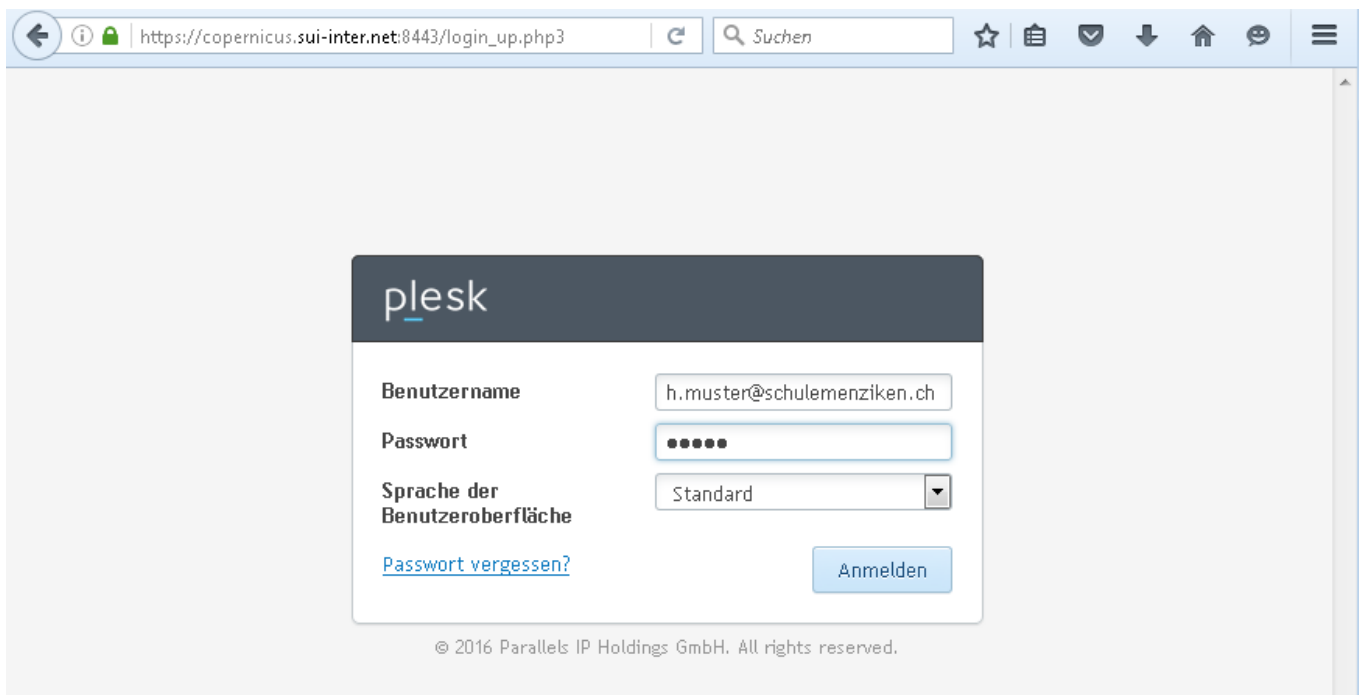 https://copernicus.sui-inter.net:8443/login_up.php3 Suchen
plesk
Benutzername h.muster@schulemenziken.ch
Passwort •••••
Sprache der Standard
Benutzeroberfläche
Passwort vergessen? Anmelden
© 2016 Parallels IP Holdings GmbH. All rights reserved.